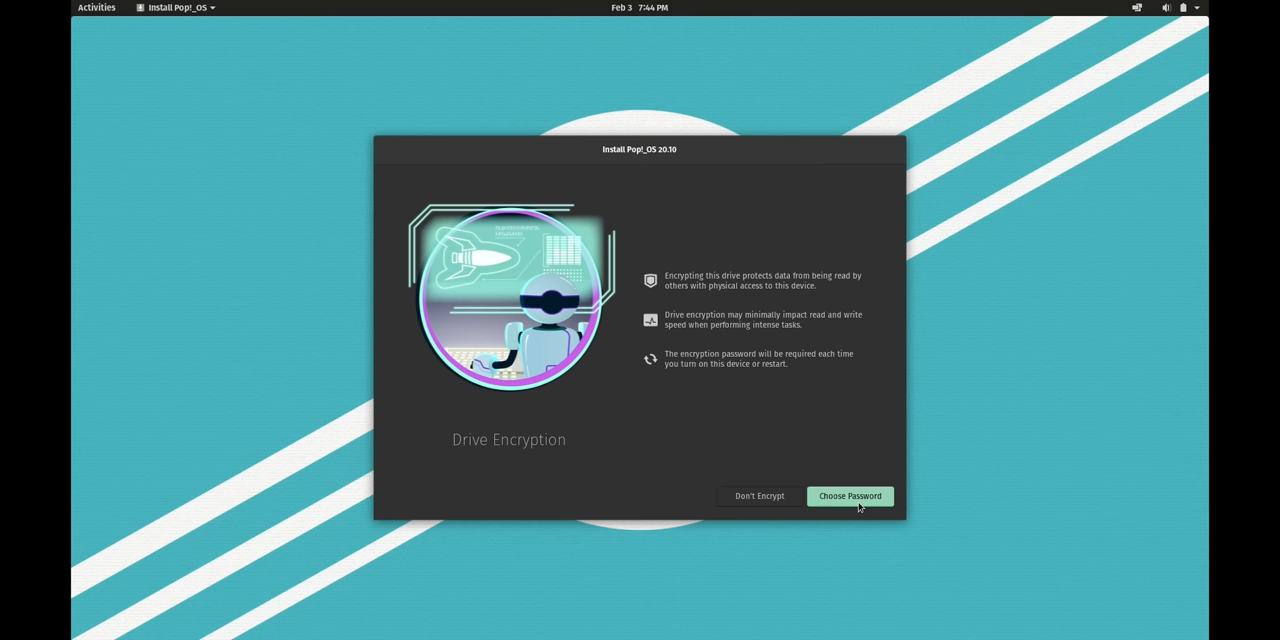 Activities
Install Pop!_OS
Feb 3 7:44 PM
Install Pop!_OS 20.10
Encrypting this drive protects data from being read by
others with physical access to this device.
Drive encryption may minimally impact read and write
speed when performing intense tasks.
The encryption password will be required each time
you turn on this device or restart.
Drive Encryption
Don't Encrypt
Choose Password